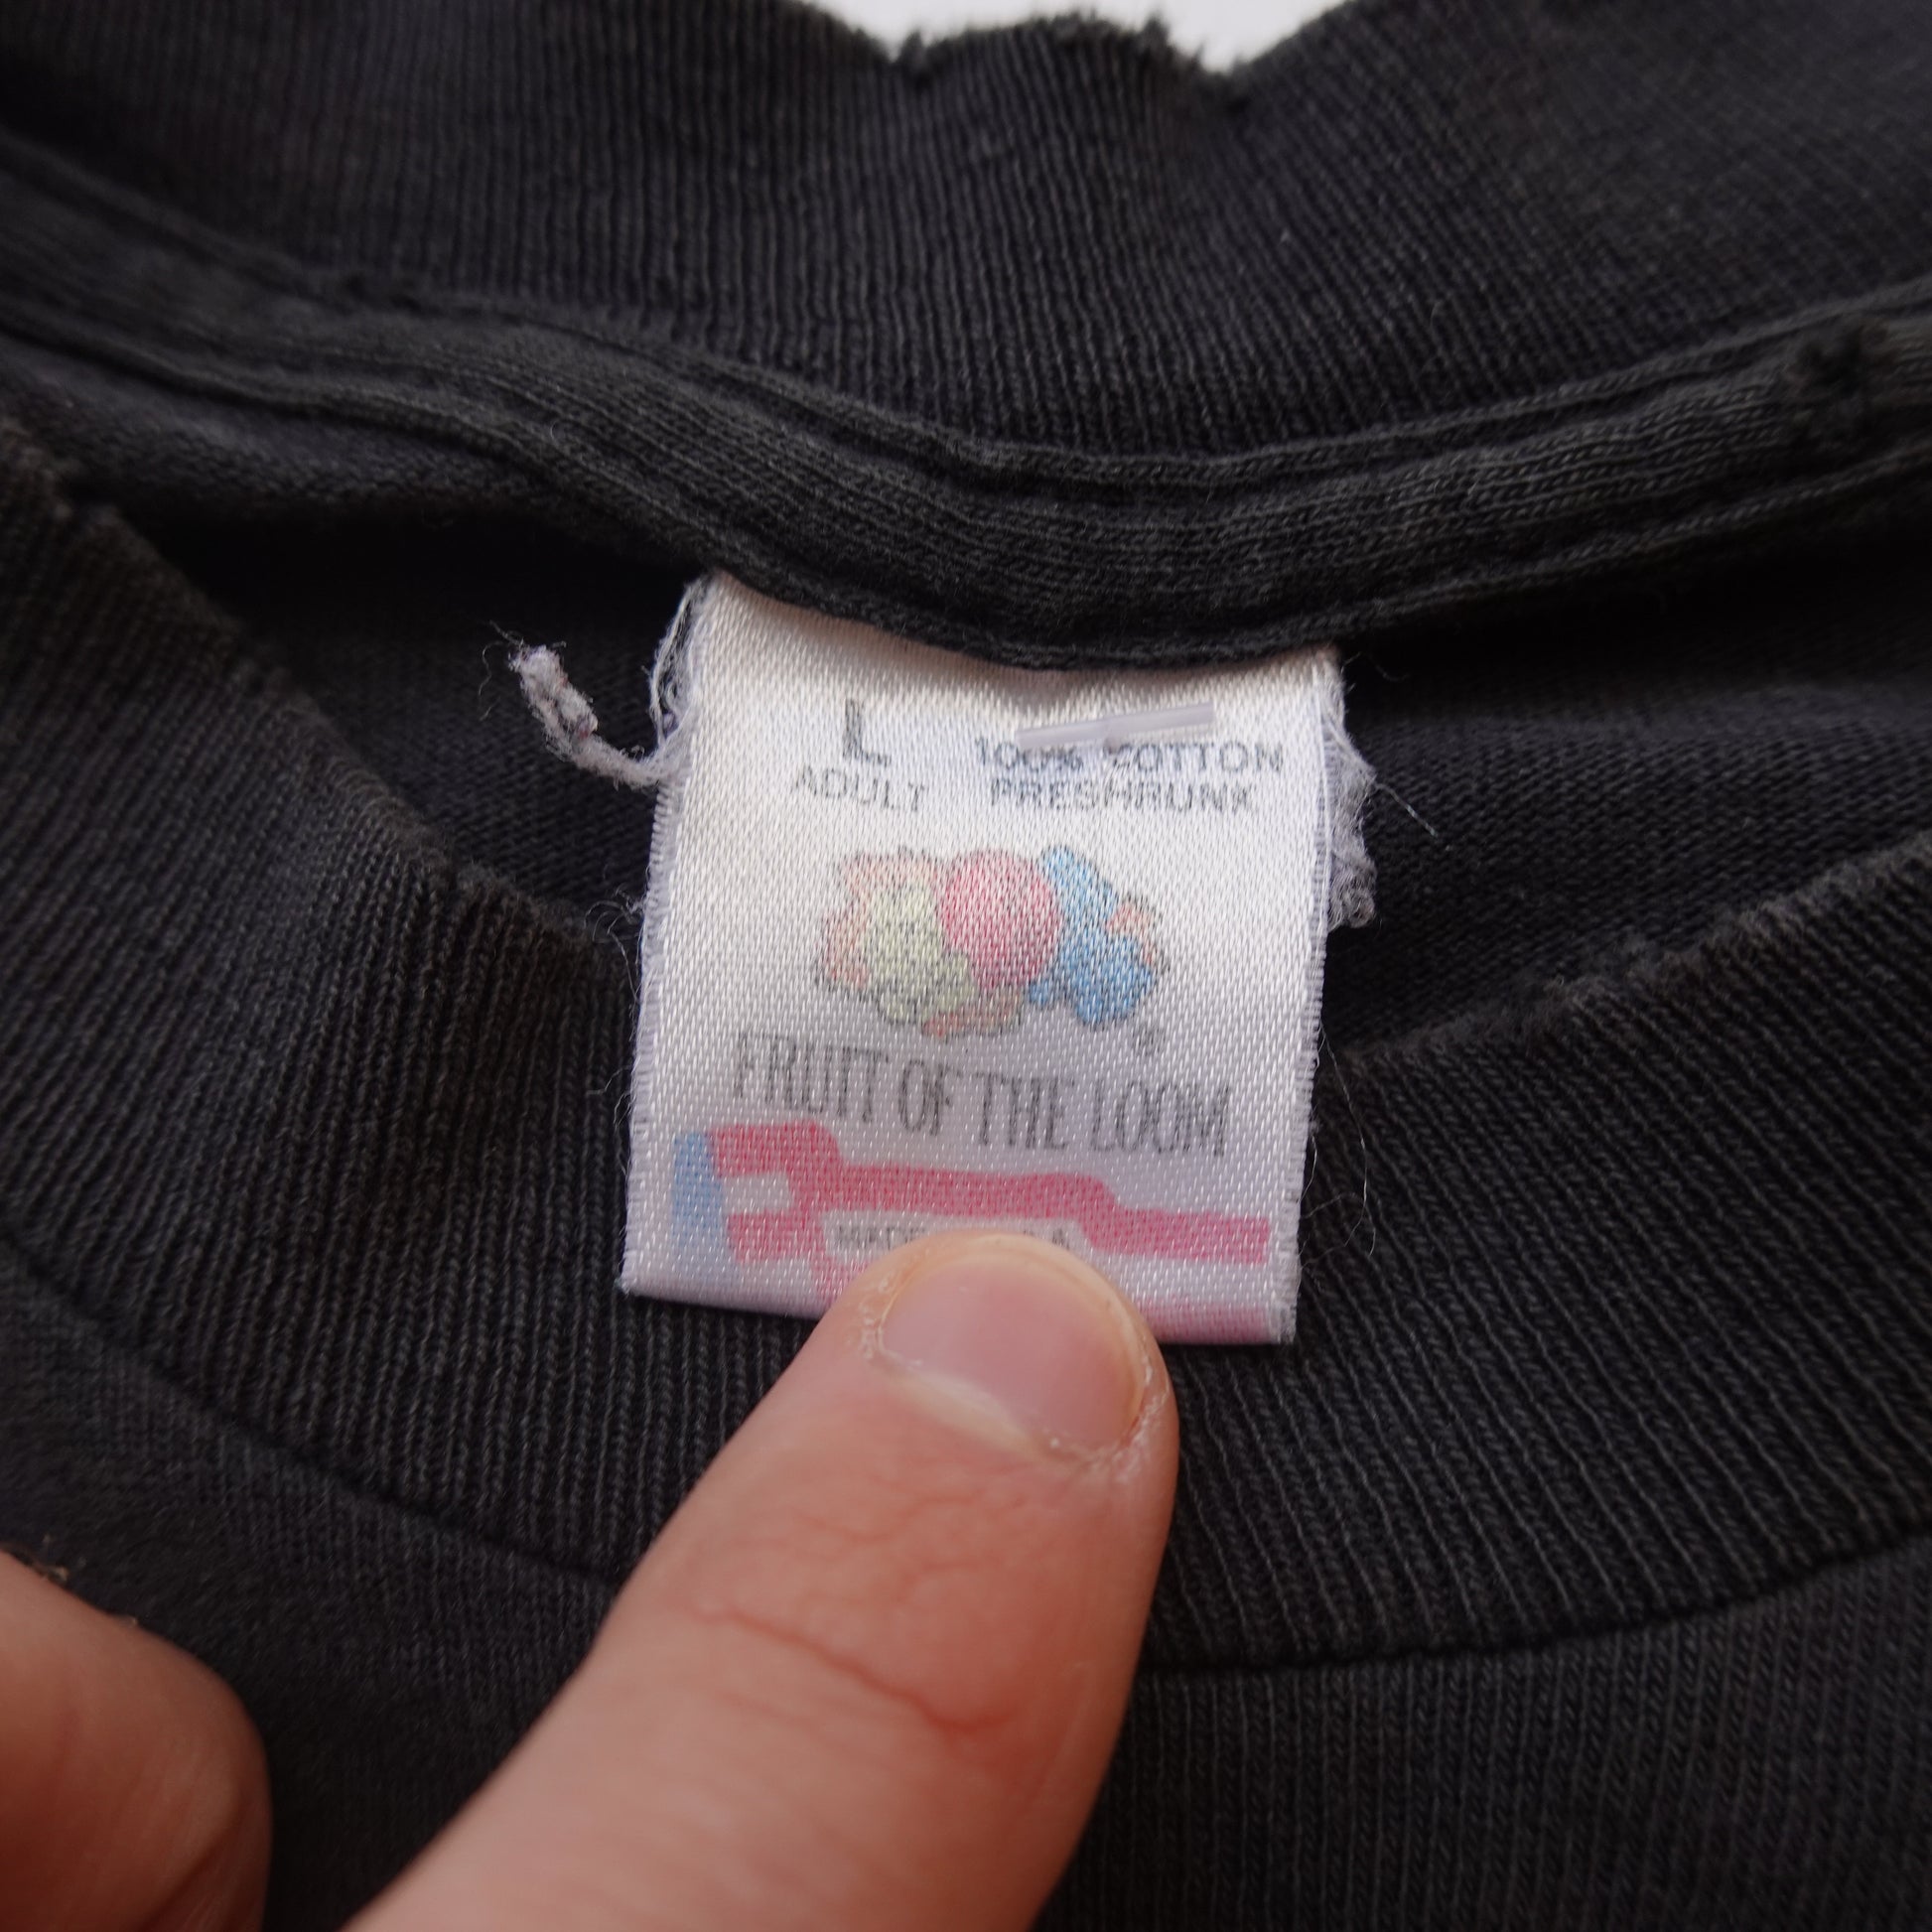 L 100% COTTON
ADULT PRESHRUNK
®
FRUIT OF THE LOOM